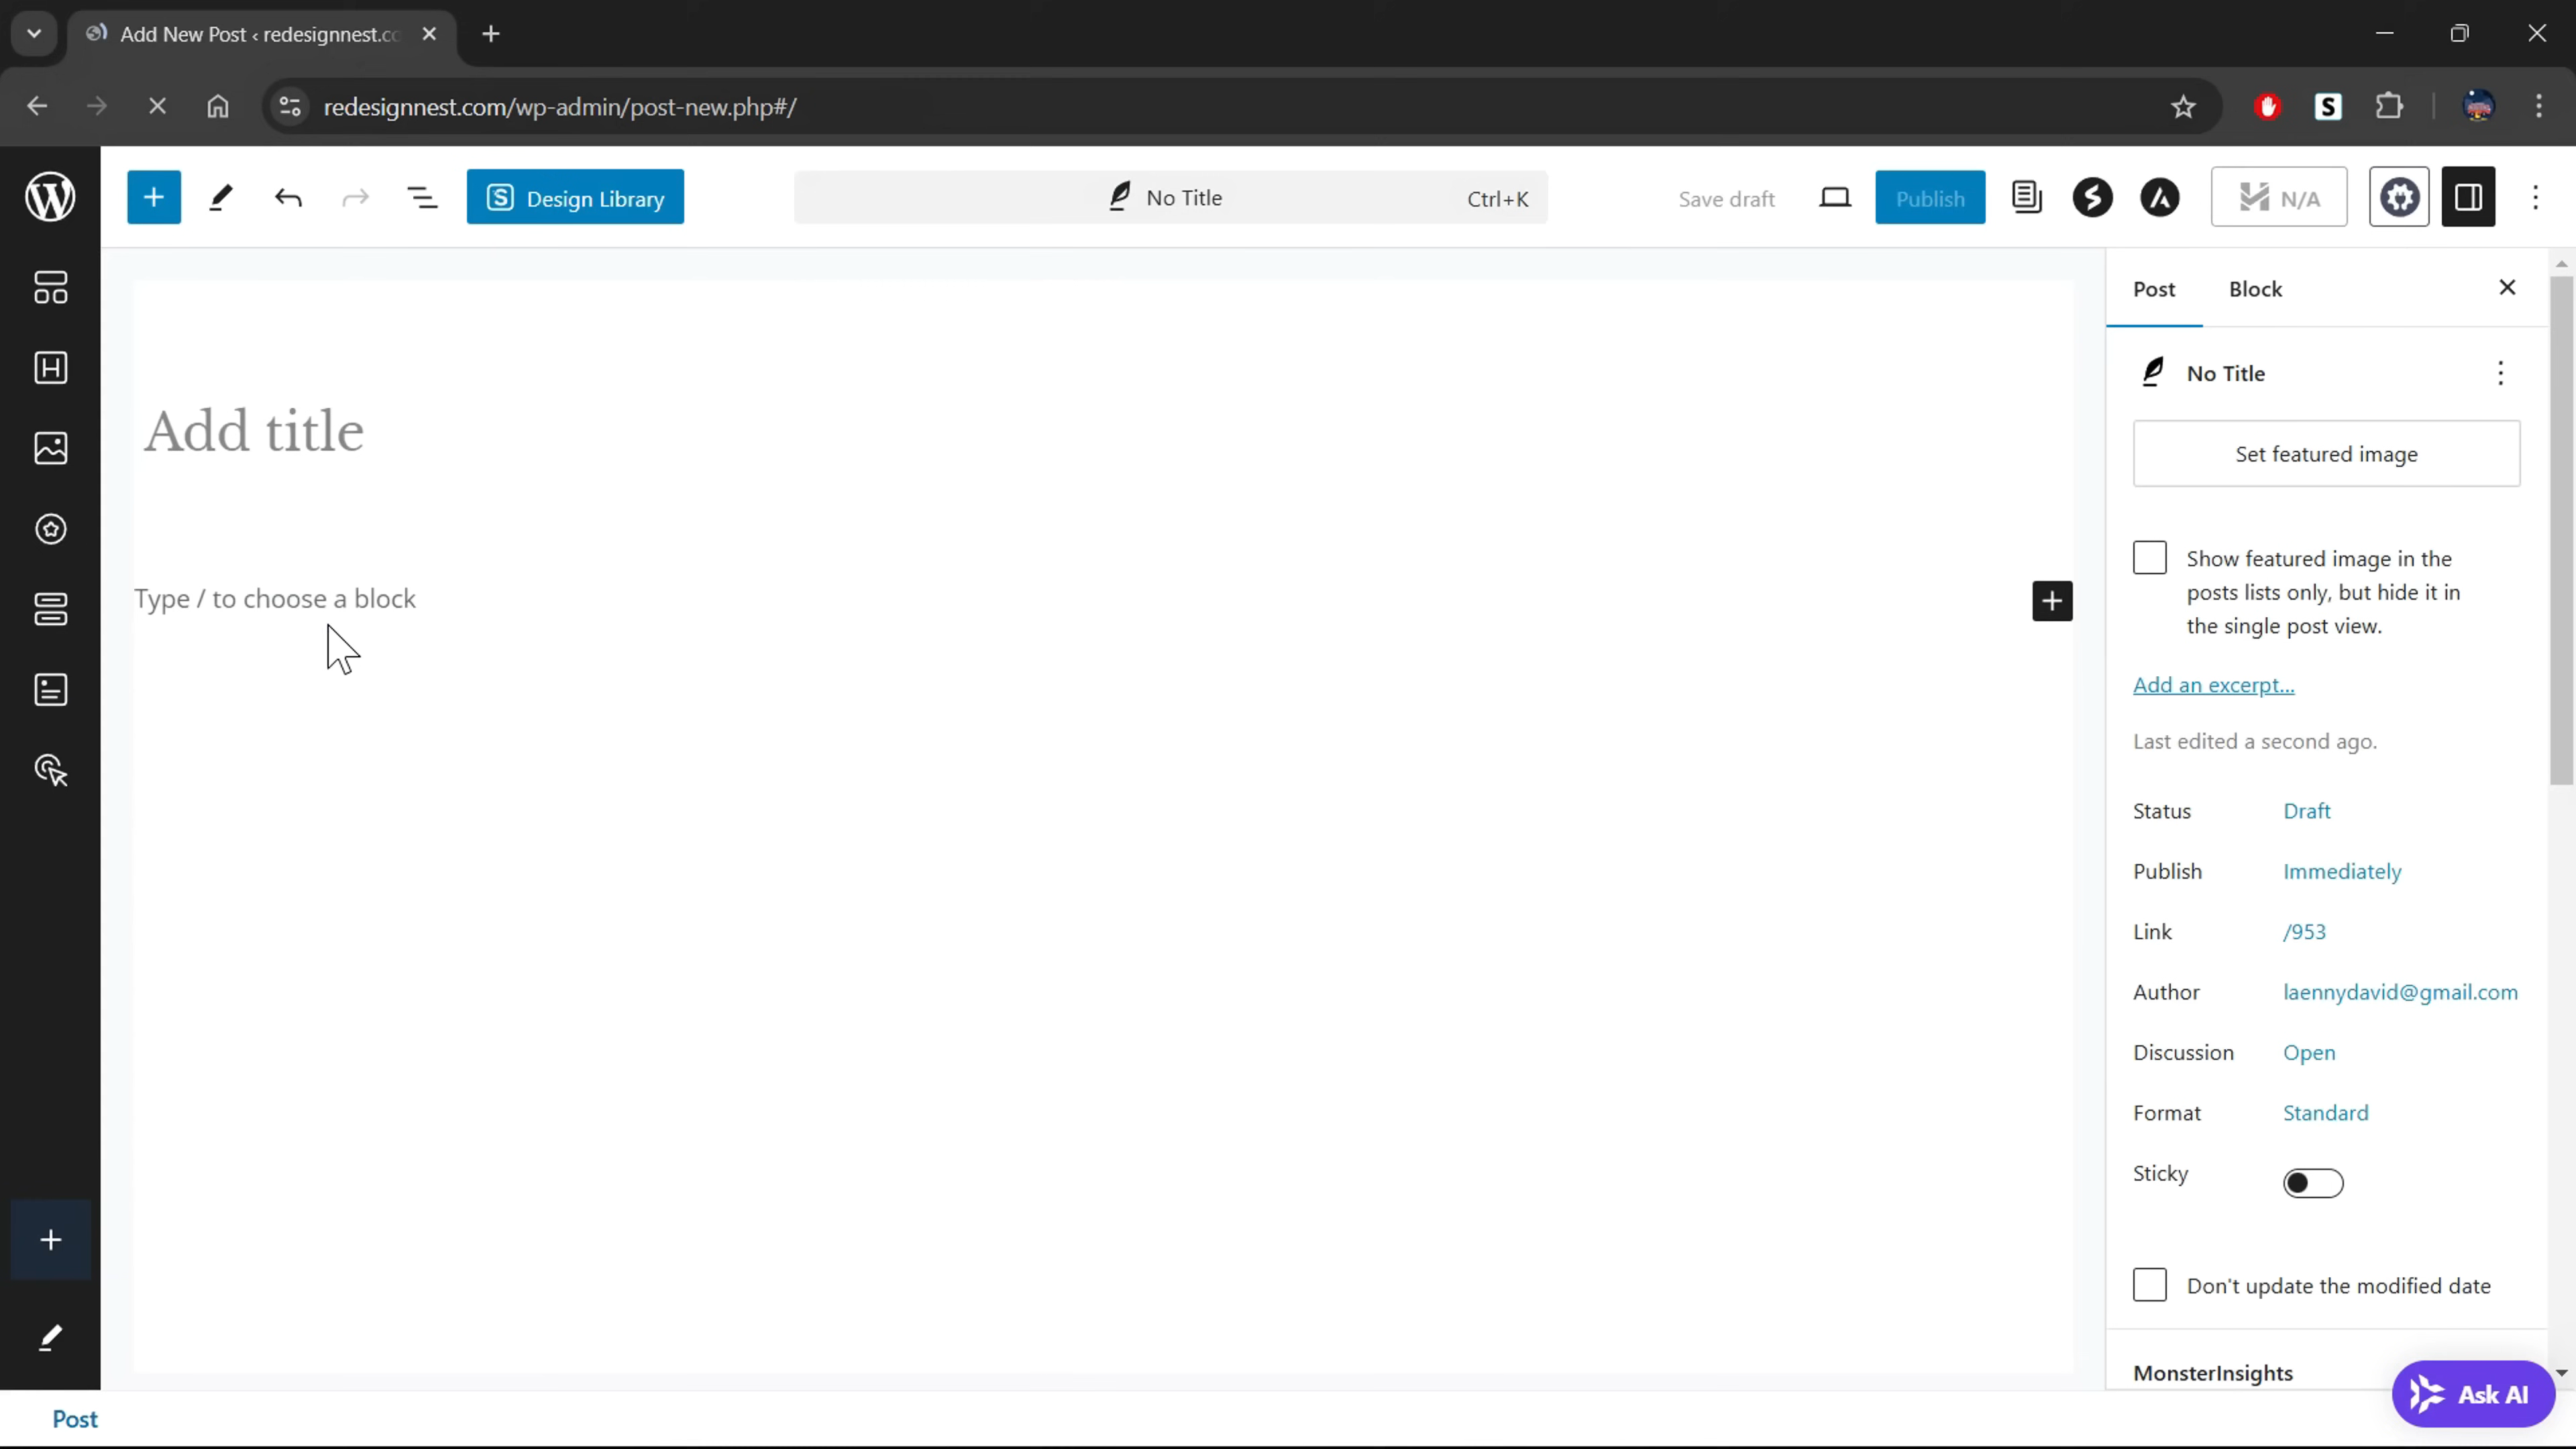 Add New Post ‹ redesignnest.co
redesignnest.com/wp-admin/post-new.php#/
Design Library
No Title
Ctrl+K
Save draft
Publish
N/A
Post
Block
No Title
Set featured image
Show featured image in the
posts lists only, but hide it in
the single post view.
Add an excerpt...
Last edited a second ago.
Status
Draft
Publish
Immediately
Link
/953
Author
laennydavid@gmail.com
Discussion
Open
Format
Standard
Sticky
Don't update the modified date
MonsterInsights
Add title
Type / to choose a block
Ask AI
Post